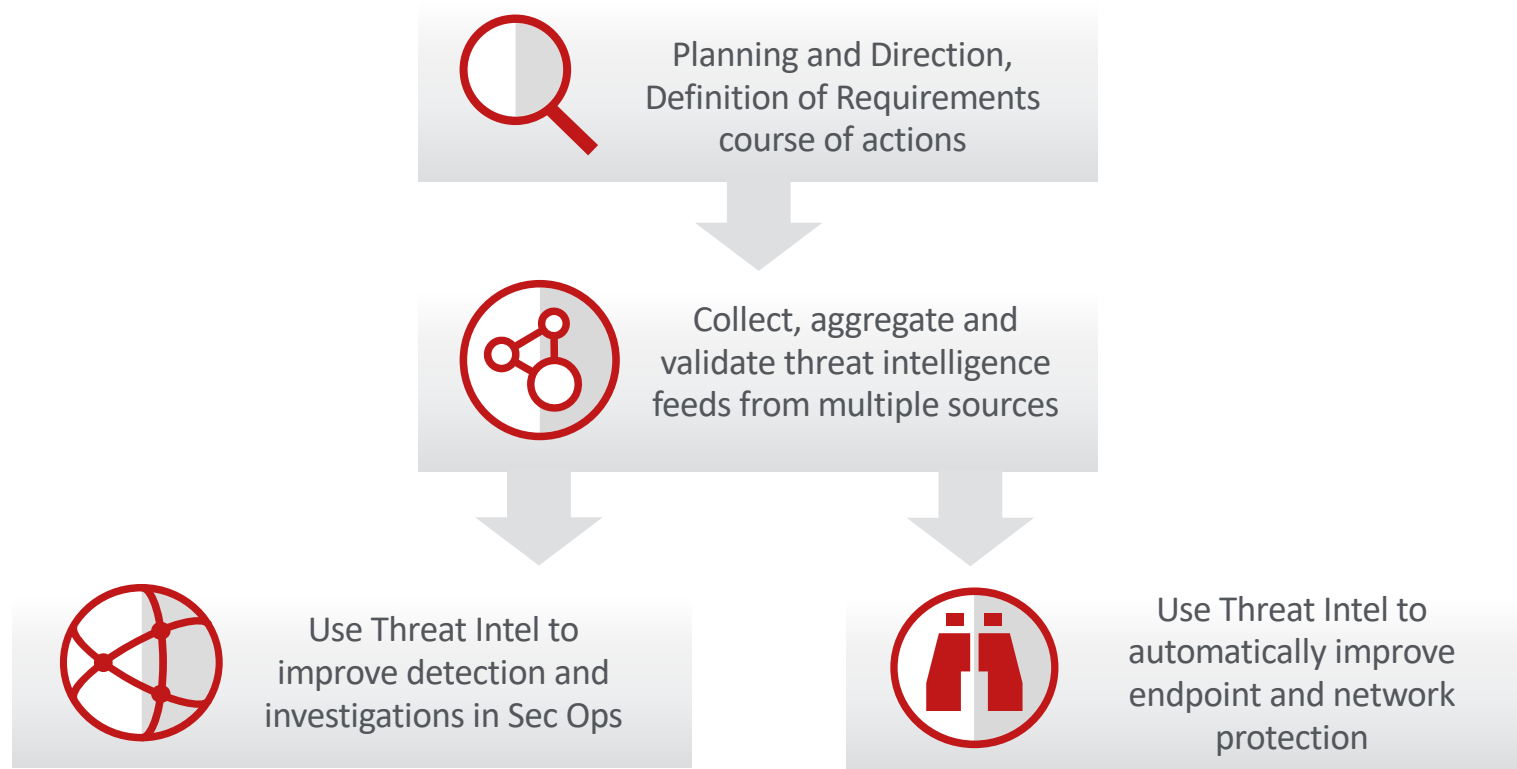 Planning and Direction,
Definition of Requirements
course of actions
Collect, aggregate and
validate threat intelligence
feeds from multiple sources
Use Threat Intel to
improve detection and
investigations in Sec Ops
Use Threat Intel to
automatically improve
endpoint and network
protection